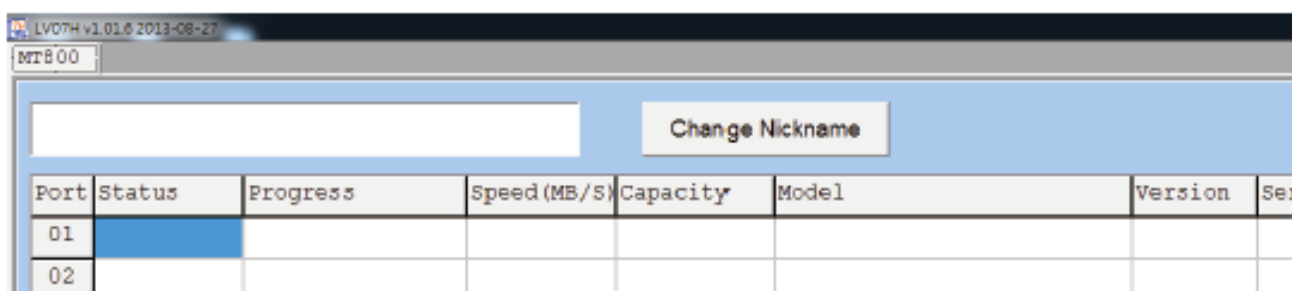 LV07H v1.01.6 2013-08-27
MT800
Change Nickname
Port Status Progress Speed(MB/S) Capacity Model Version Ser
01
02